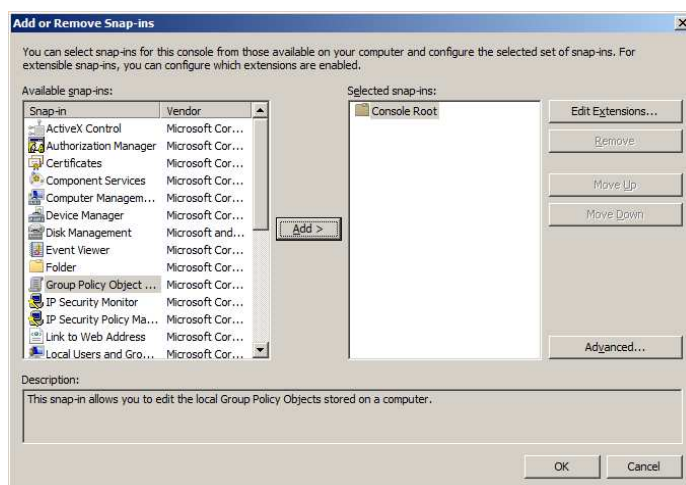 Add or Remove Snap-ins
You can select snap-ins for this console from those available on your computer and configure the selected set of snap-ins. For
extensible snap-ins, you can configure which extensions are enabled.
Available snap-ins:
Snap-in Vendor
ActiveX Control Microsoft Cor...
Authorization Manager Microsoft Cor...
Certificates Microsoft Cor...
Component Services Microsoft Cor...
Computer Managem... Microsoft Cor...
Device Manager Microsoft Cor...
Disk Management Microsoft and...
Event Viewer Microsoft Cor...
Folder Microsoft Cor...
Group Policy Object ... Microsoft Cor...
IP Security Monitor Microsoft Cor...
IP Security Policy Ma... Microsoft Cor...
Link to Web Address Microsoft Cor...
Local Users and Gro... Microsoft Cor...
Add >
Selected snap-ins:
Console Root
Edit Extensions...
Remove
Move Up
Move Down
Advanced...
Description:
This snap-in allows you to edit the local Group Policy Objects stored on a computer.
OK
Cancel